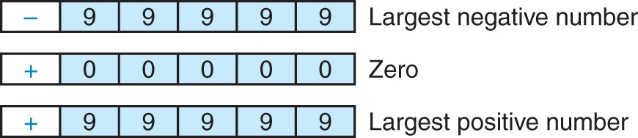 − 9 9 9 9 9 Largest negative number
+ 0 0 0 0 0 Zero
+ 9 9 9 9 9 Largest positive number